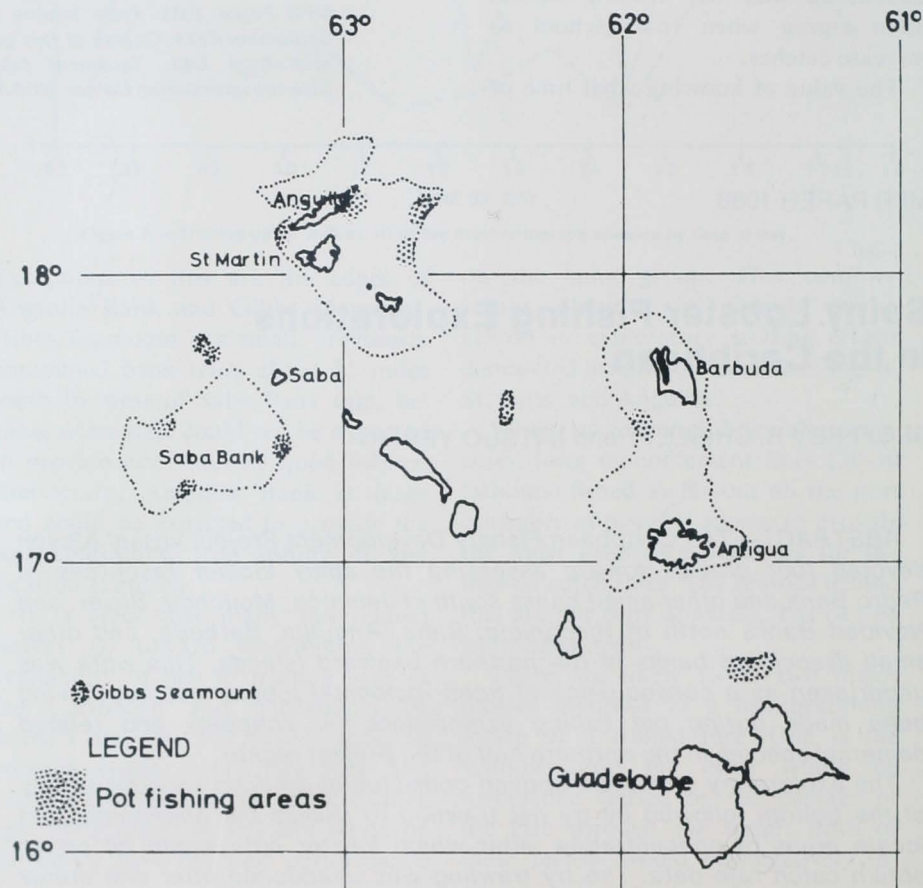 63°
62°
61°
Anguilla
St Martin
18°
Saba
Barbuda
Saba Bank
17°
Antigua
Gibbs Seamount
LEGEND
Guadeloupe
Pot fishing areas
16°